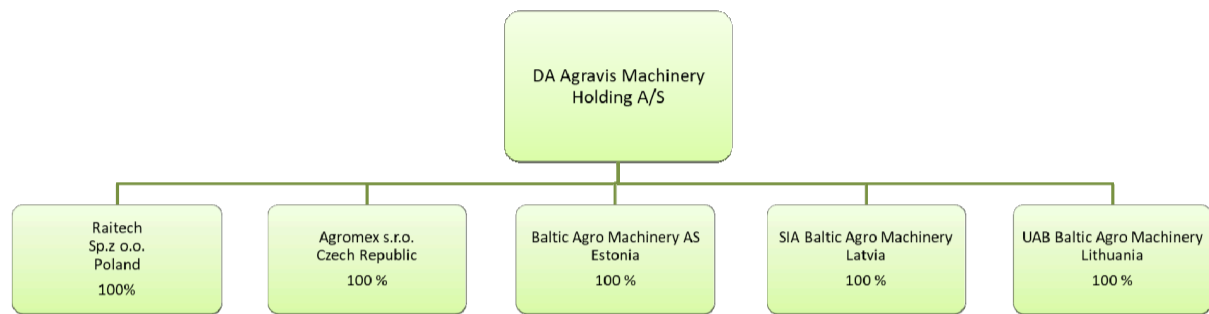 DA Agravis Machinery
Holding A/S
Raitech
Sp.z o.o.
Poland
100%
Agromex s.r.o.
Czech Republic
100 %
Baltic Agro Machinery AS
Estonia
100 %
SIA Baltic Agro Machinery
Latvia
100 %
UAB Baltic Agro Machinery
Lithuania
100 %